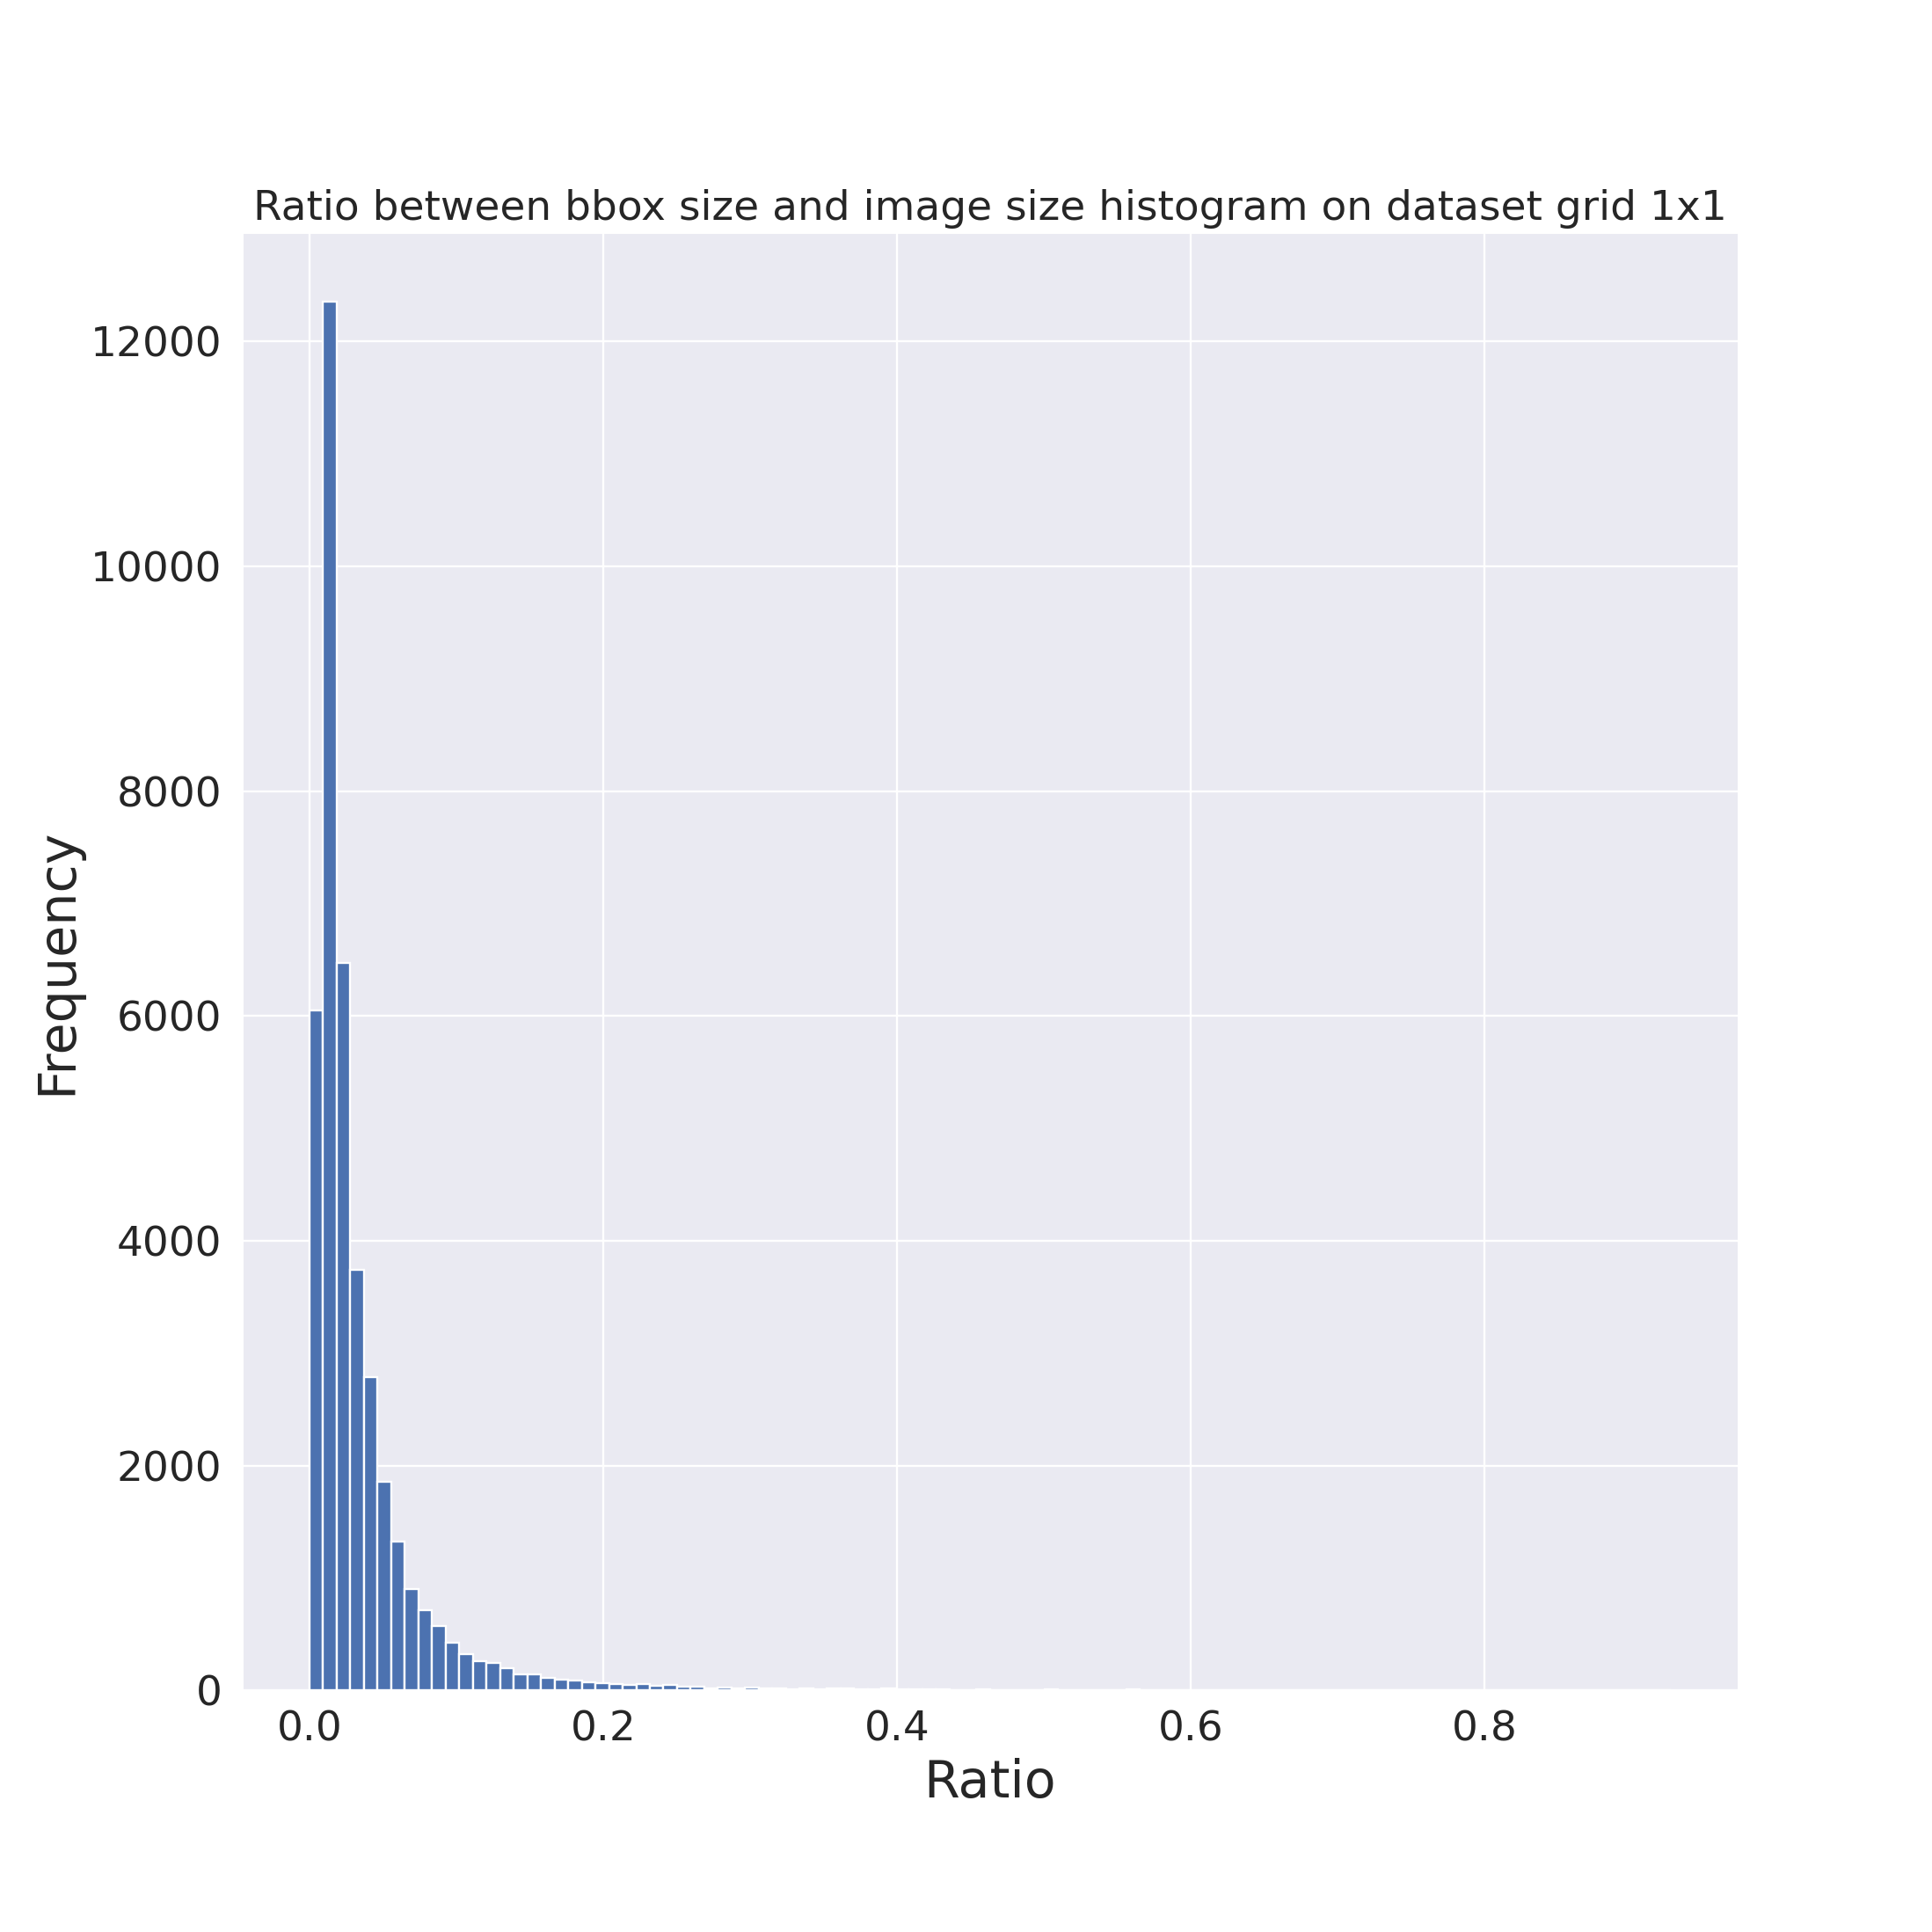 Ratio between bbox size and image size histogram on dataset grid 1x1
12000
10000
8000
6000
4000
2000
0
Frequency
0.0 0.2 0.4 0.6 0.8
Ratio